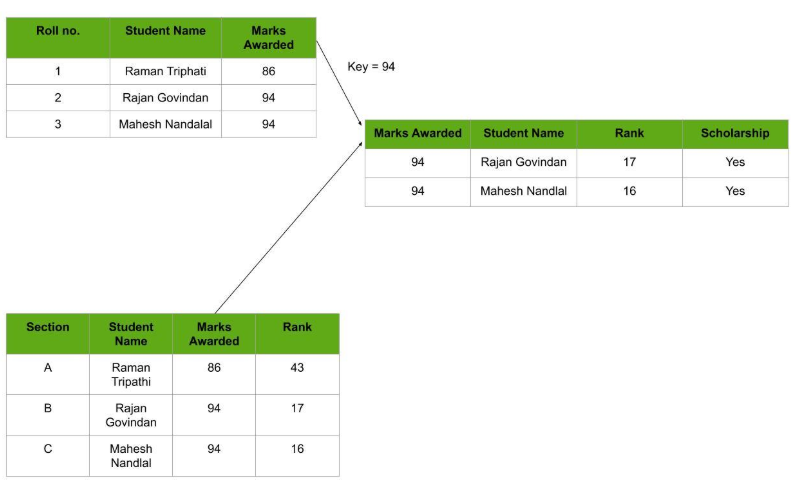 Roll no. Student Name Marks Awarded
1 Raman Triphati 86
2 Rajan Govindan 94
3 Mahesh Nandalal 94
Key = 94
Marks Awarded Student Name Rank Scholarship
94 Rajan Govindan 17 Yes
94 Mahesh Nandlal 16 Yes
Section Student Name Marks Awarded Rank
A Raman Tripathi 86 43
B Rajan Govindan 94 17
C Mahesh Nandlal 94 16